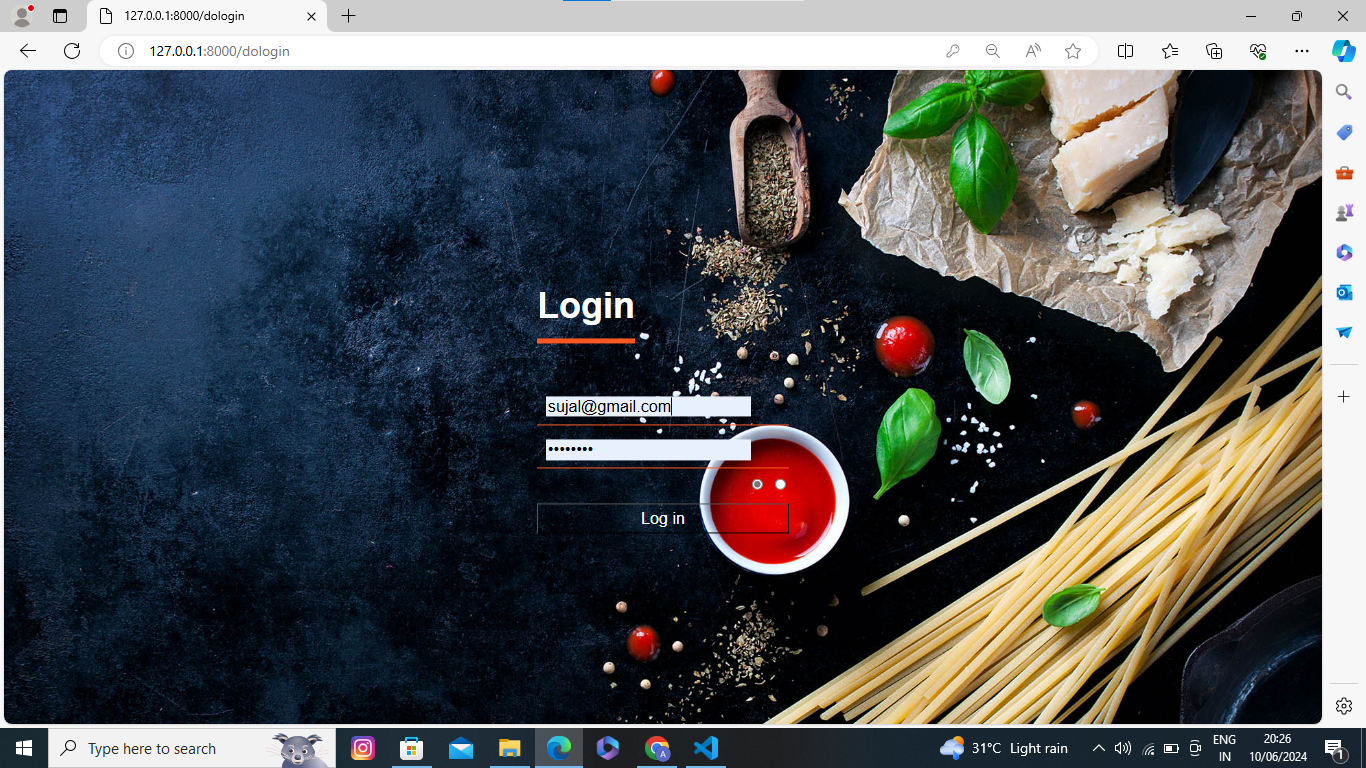 127.0.0.1:8000/dologin
127.0.0.1:8000/dologin
Login
sujal@gmail.com
••••••••
Log in
Type here to search
31°C Light rain
ENG
IN
20:26
10/06/2024
1